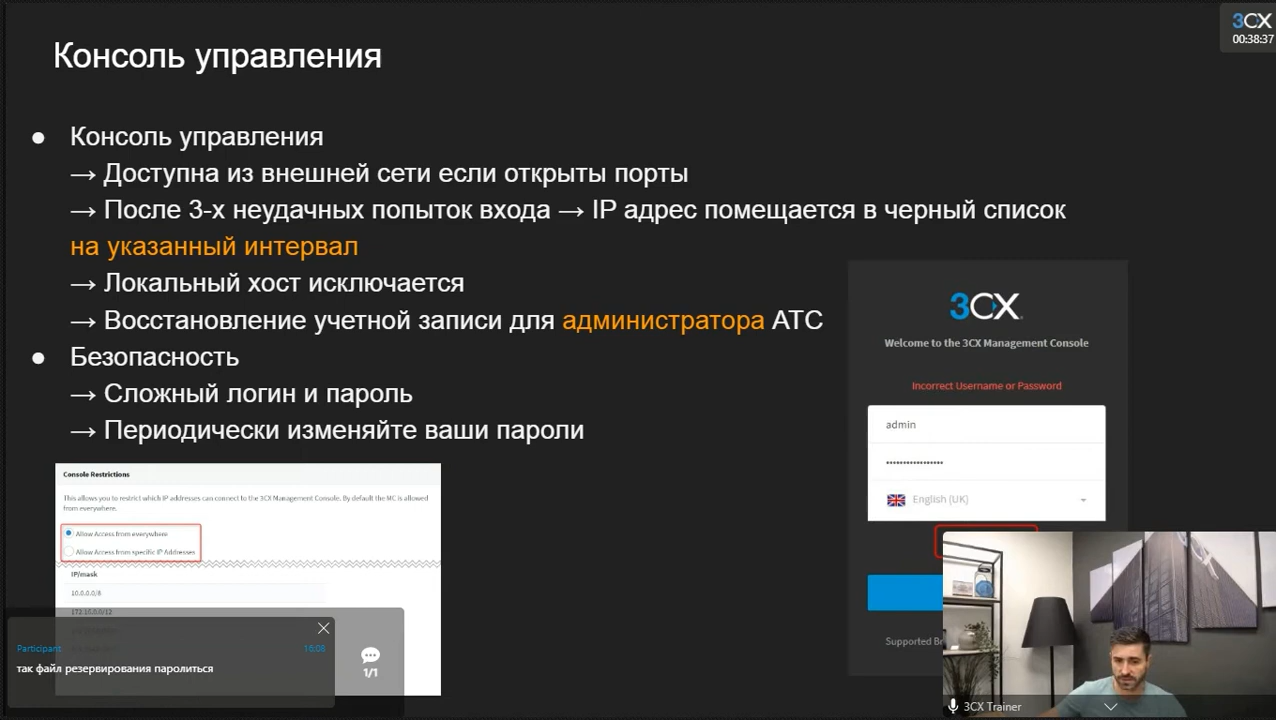 Консоль управления
3CX
00:38:37
● Консоль управления
→ Доступна из внешней сети если открыты порты
→ После 3-х неудачных попыток входа → IP адрес помещается в черный список
на указанный интервал
→ Локальный хост исключается
→ Восстановление учетной записи для администратора АТС
● Безопасность
→ Сложный логин и пароль
→ Периодически изменяйте ваши пароли
3CX
Welcome to the 3CX Management Console
Incorrect Username or Password
admin
•••••••••••••••••
English (UK)
Supported Br
Console Restrictions
This allows you to restrict which IP addresses can connect to the 3CX Management Console. By default the MC is allowed
from everywhere.
Allow Access from everywhere
Allow Access from specific IP Addresses
IP/mask
10.0.0.0/8
172.16.0.0/12
Participant
16:08
так файл резервирования паролиться
1/1
3CX Trainer